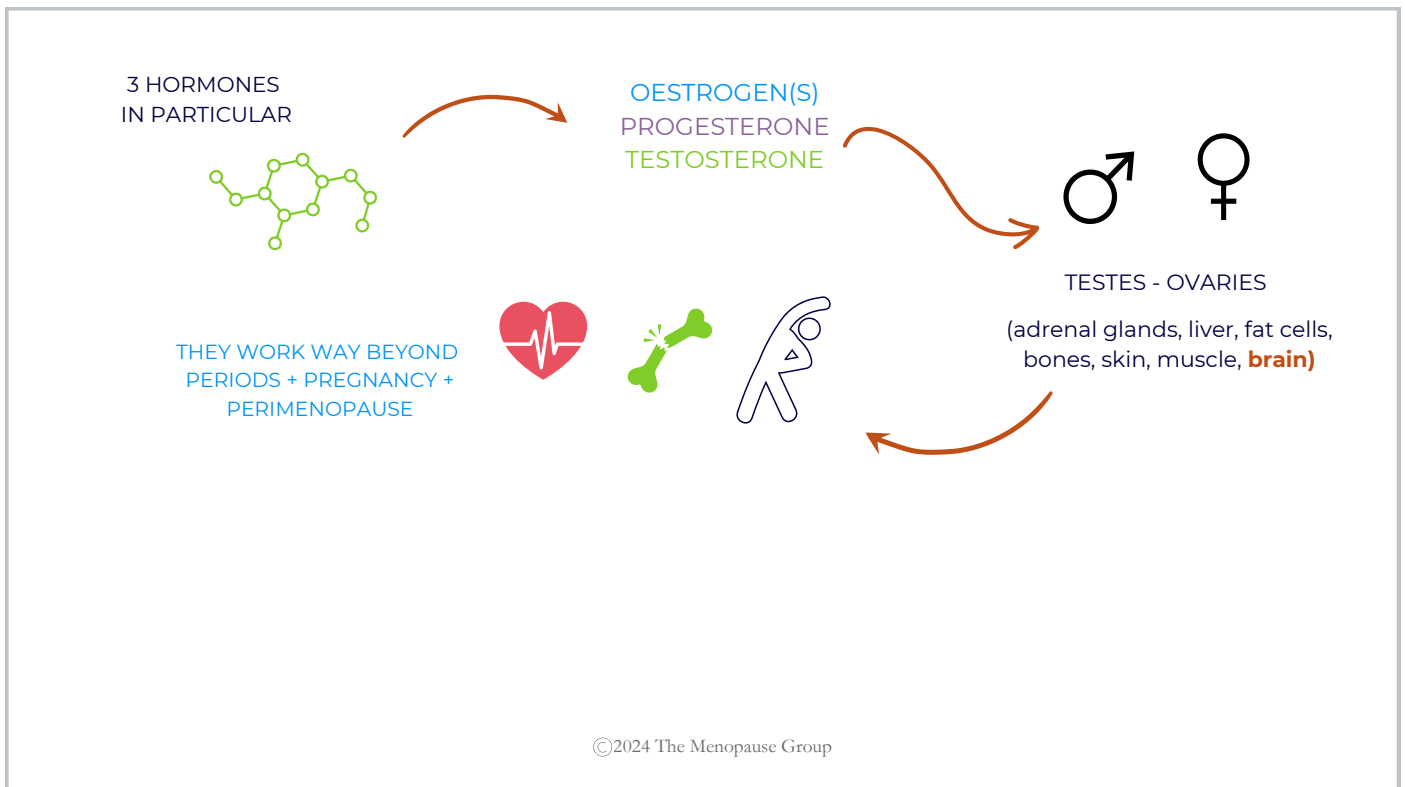 3 HORMONES
IN PARTICULAR
OESTROGEN(S)
PROGESTERONE
TESTOSTERONE
TESTES - OVARIES
(adrenal glands, liver, fat cells,
bones, skin, muscle, brain)
THEY WORK WAY BEYOND
PERIODS + PREGNANCY +
PERIMENOPAUSE
©2024 The Menopause Group